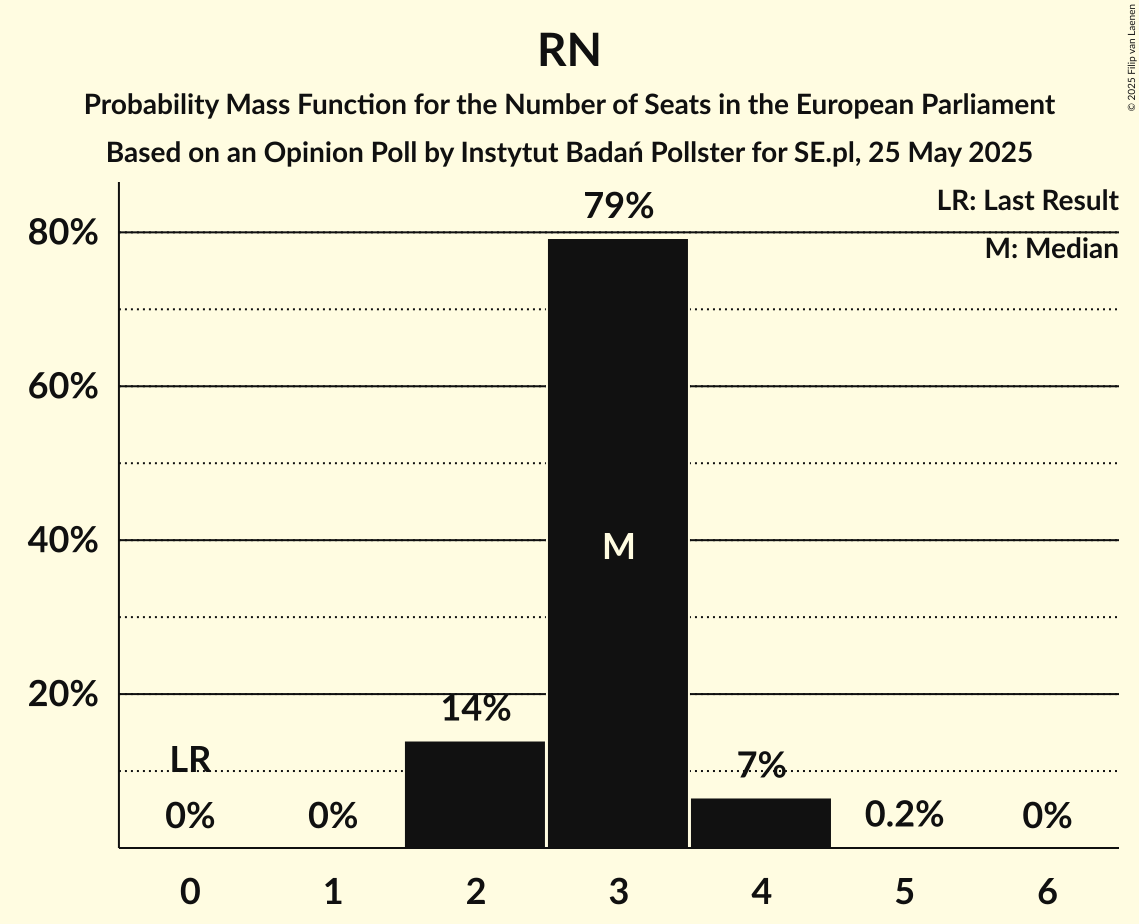 RN
Probability Mass Function for the Number of Seats in the European Parliament
Based on an Opinion Poll by Instytut Badań Pollster for SE.pl, 25 May 2025
© 2025 Filip van Laenen
LR: Last Result
M: Median
80%
60%
40%
20%
LR
0%
0%
14%
79%
M
7%
0.2%
0%
0 1 2 3 4 5 6